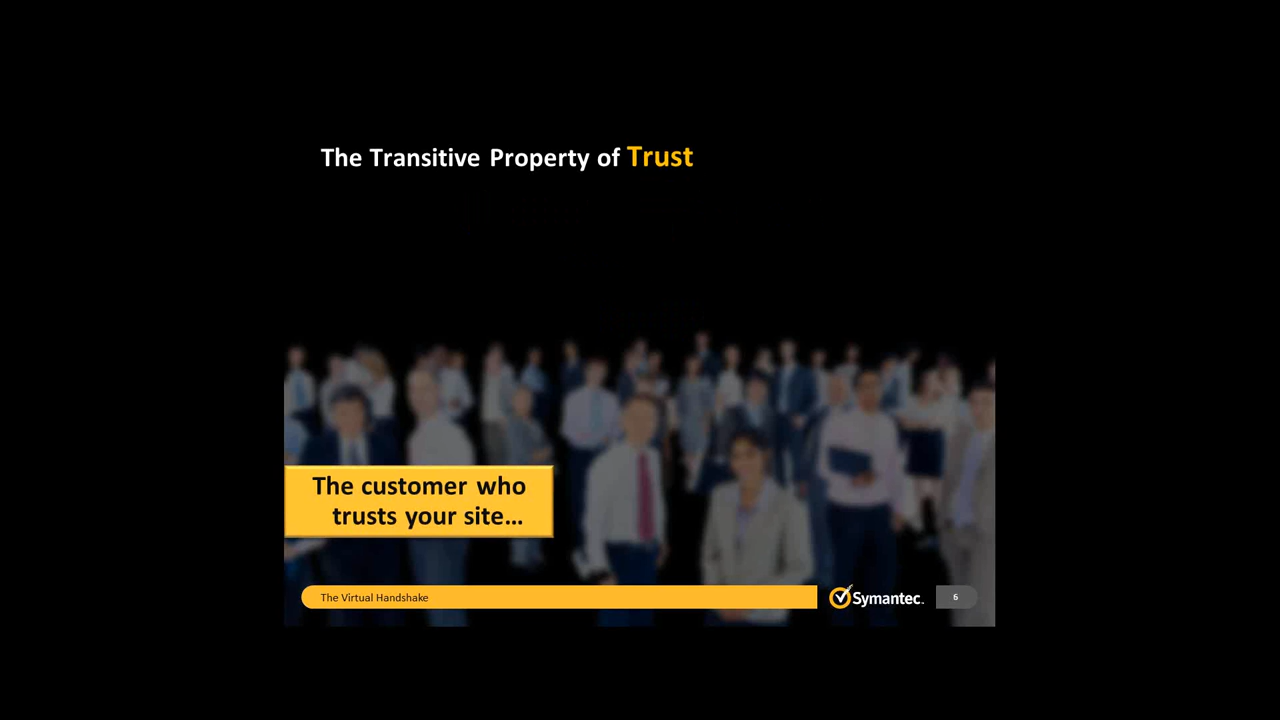 The Transitive Property of Trust
The customer who
trusts your site...
The Virtual Handshake
Symantec.
6